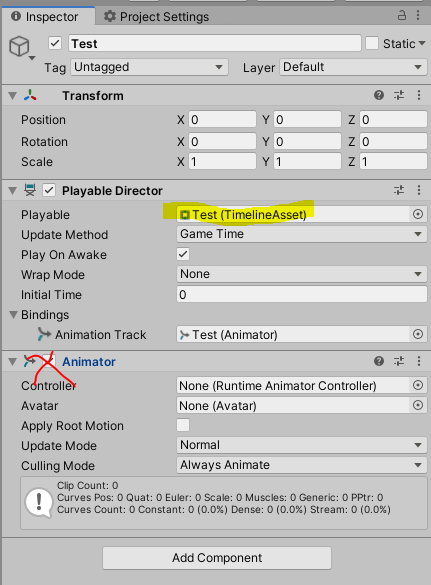 Inspector Project Settings
Test Static
Tag Untagged Layer Default
Transform
Position X 0 Y 0 Z 0
Rotation X 0 Y 0 Z 0
Scale X 1 Y 1 Z 1
Playable Director
Playable Test (TimelineAsset)
Update Method Game Time
Play On Awake
Wrap Mode None
Initial Time 0
Bindings
Animation Track Test (Animator)
Animator
Controller None (Runtime Animator Controller)
Avatar None (Avatar)
Apply Root Motion
Update Mode Normal
Culling Mode Always Animate
Clip Count: 0
Curves Pos: 0 Quat: 0 Euler: 0 Scale: 0 Muscles: 0 Generic: 0 PPtr: 0
Curves Count: 0 Constant: 0 (0.0%) Dense: 0 (0.0%) Stream: 0 (0.0%)
Add Component